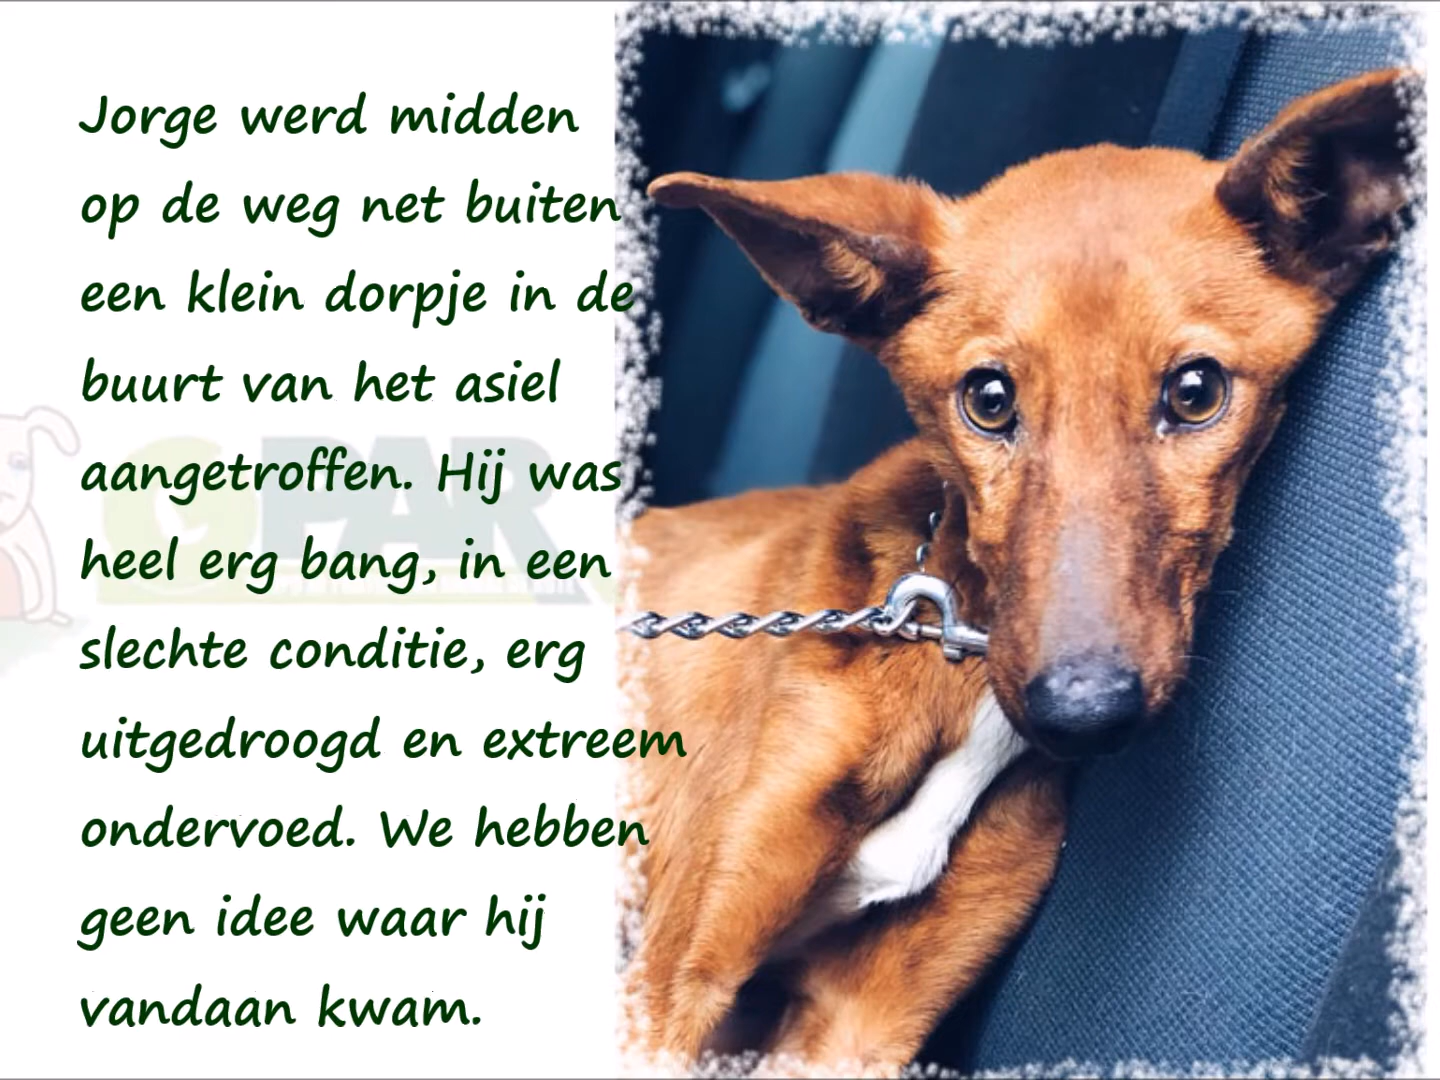 Jorge werd midden
op de weg net buiten
een klein dorpje in de
buurt van het asiel
aangetroffen. Hij was
heel erg bang, in een
slechte conditie, erg
uitgedroogd en extreem
ondervoed. We hebben
geen idee waar hij
vandaan kwam.
PAR